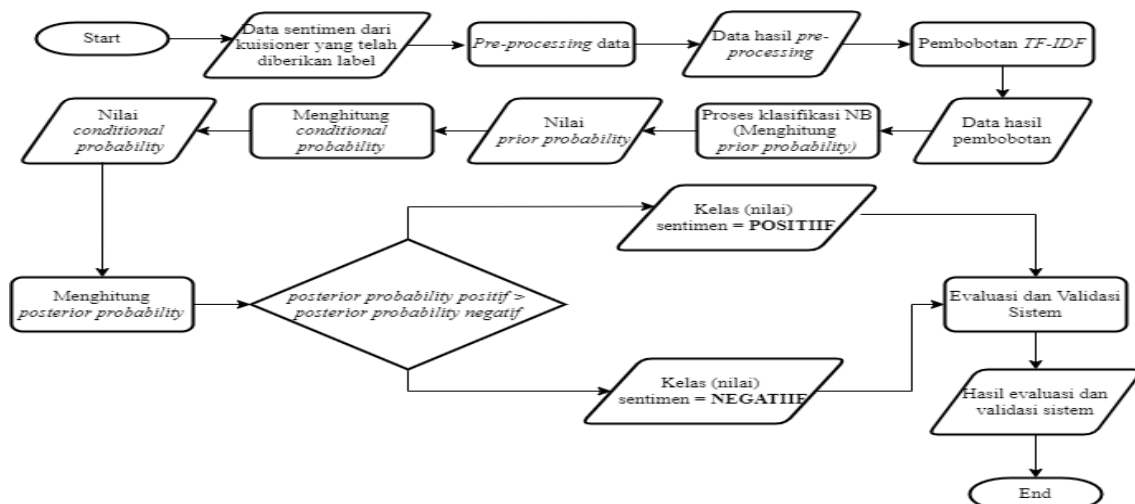 Start
Data sentimen dari
kuisioner yang telah
diberikan label
Pre-processing data
Data hasil pre-
processing
Pembobotan TF-IDF
Data hasil
pembobotan
Proses klasifikasi NB
(Menghitung
prior probability)
Nilai
prior probability
Menghitung
conditional
probability
Nilai
conditional
probability
Menghitung
posterior probability
posterior probability positif >
posterior probability negatif
Kelas (nilai)
sentimen = POSITIIF
Kelas (nilai)
sentimen = NEGATIIF
Evaluasi dan Validasi
Sistem
Hasil evaluasi dan
validasi sistem
End